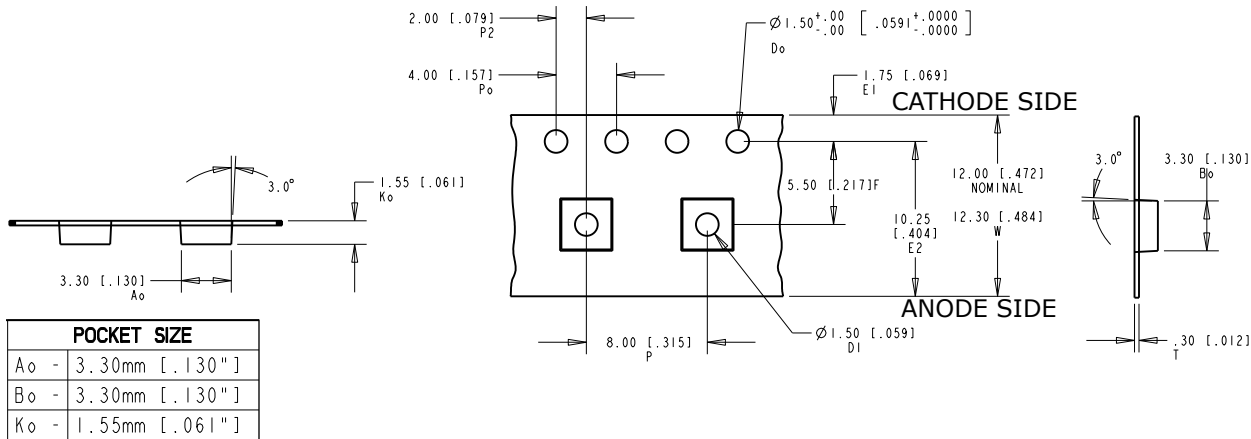 2.00 [.079]
P2
4.00 [.157]
Po
Ø1.50 +.00 -.00 [ .0591 +.0000 -.0000 ]
Do
1.75 [.069]
E1
CATHODE SIDE
3.0°
1.55 [.061]
Ko
3.30 [.130]
Ao
5.50 [.217]F
10.25
[.404]
E2
12.00 [.472]
NOMINAL
12.30 [.484]
W
3.0°
3.30 [.130]
Bo
ANODE SIDE
8.00 [.315]
P
Ø1.50 [.059]
D1
.30 [.012]
T
POCKET SIZE
Ao - 3.30mm [.130"]
Bo - 3.30mm [.130"]
Ko - 1.55mm [.061"]